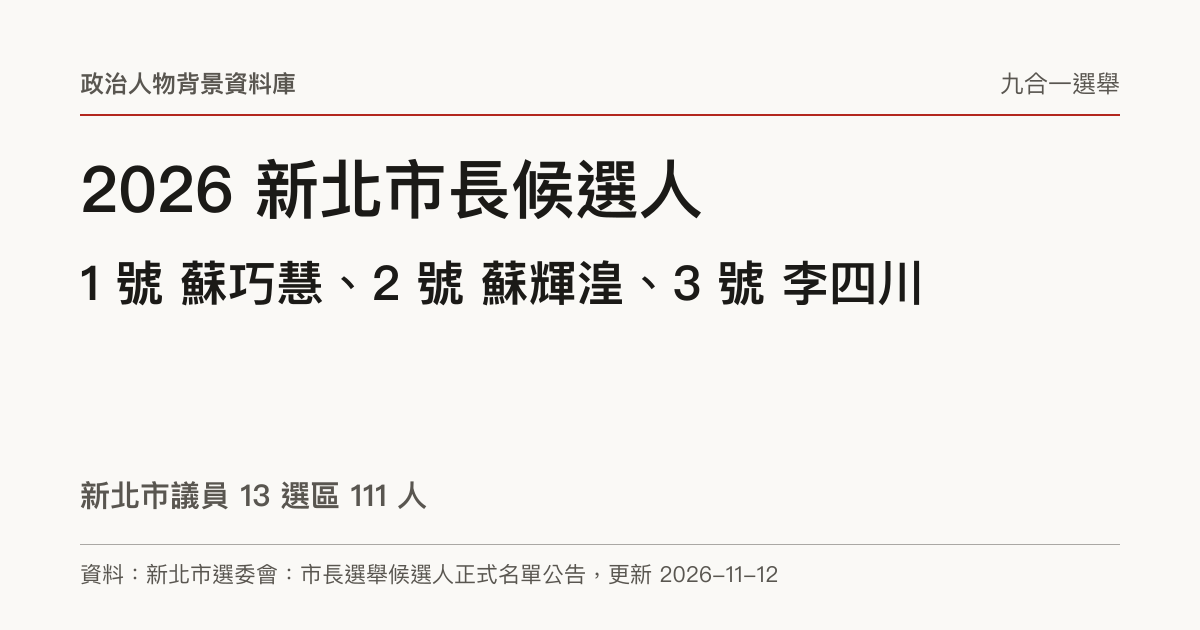 政治人物背景資料庫
九合一選舉
2026 新北市長候選人
1 號 蘇巧慧、2 號 蘇輝湟、3 號 李四川
新北市議員 13 選區 111 人
資料：新北市選委會：市長選舉候選人正式名單公告，更新 2026-11-12